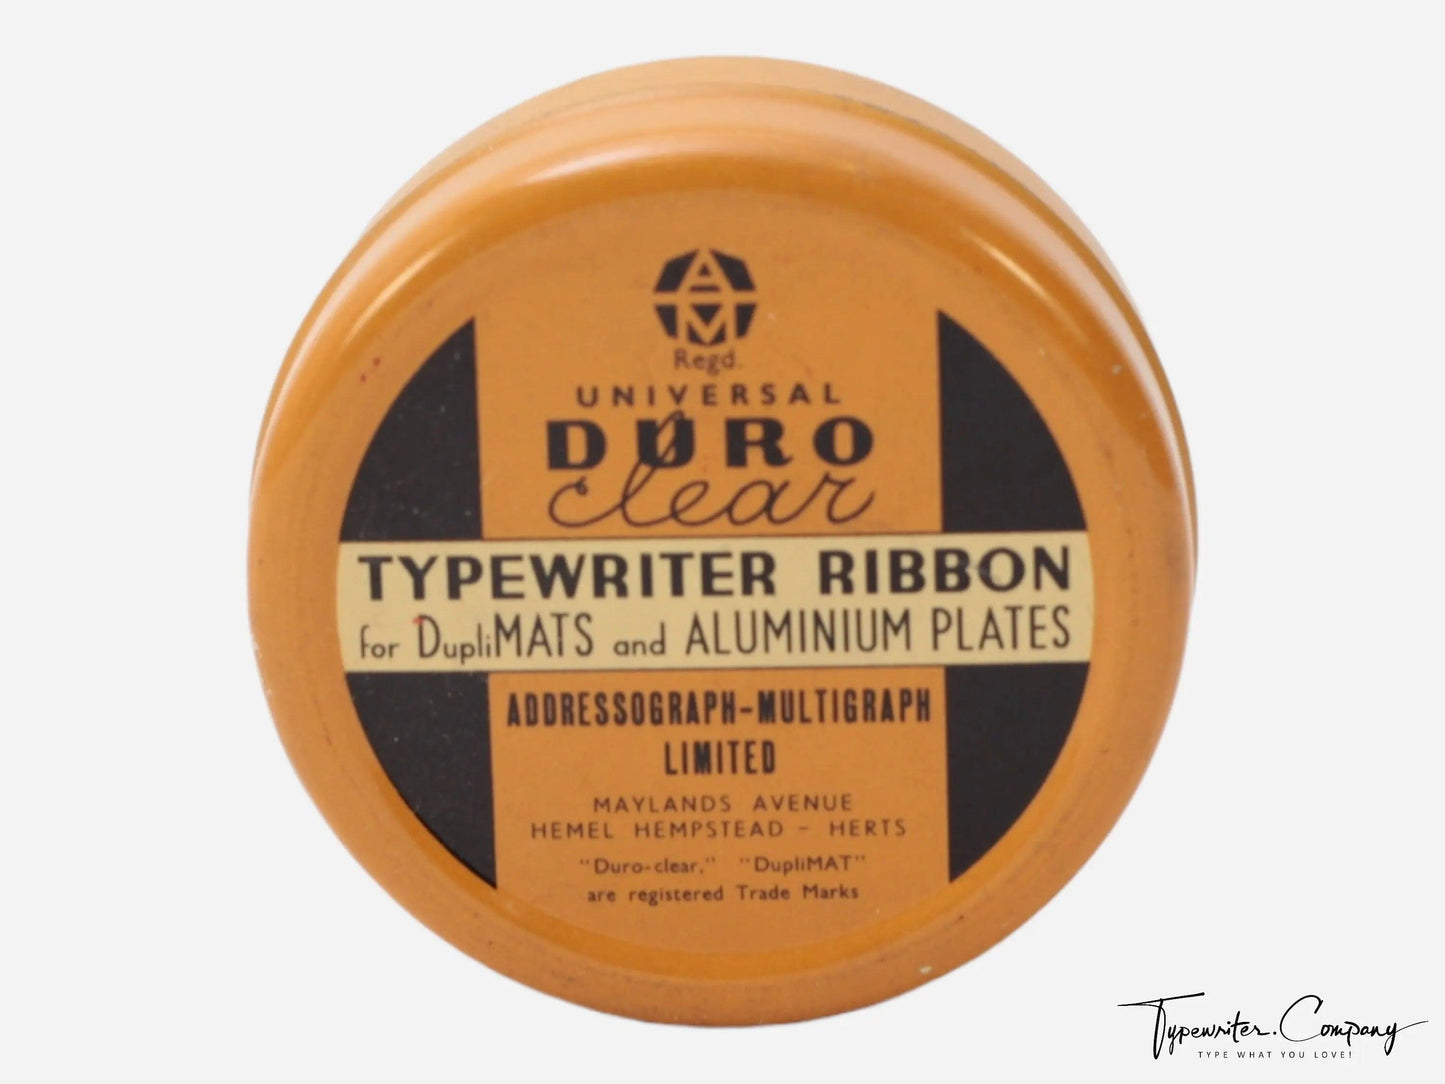 AM
Regd.
UNIVERSAL
DURO
clear
TYPEWRITER RIBBON
for DupliMATS and ALUMINIUM PLATES
ADDRESSOGRAPH-MULTIGRAPH
LIMITED
MAYLANDS AVENUE
HEMEL HEMPSTEAD - HERTS
"Duro-clear," "DupliMAT"
are registered Trade Marks
Typewriter.Company
TYPE WHAT YOU LOVE!